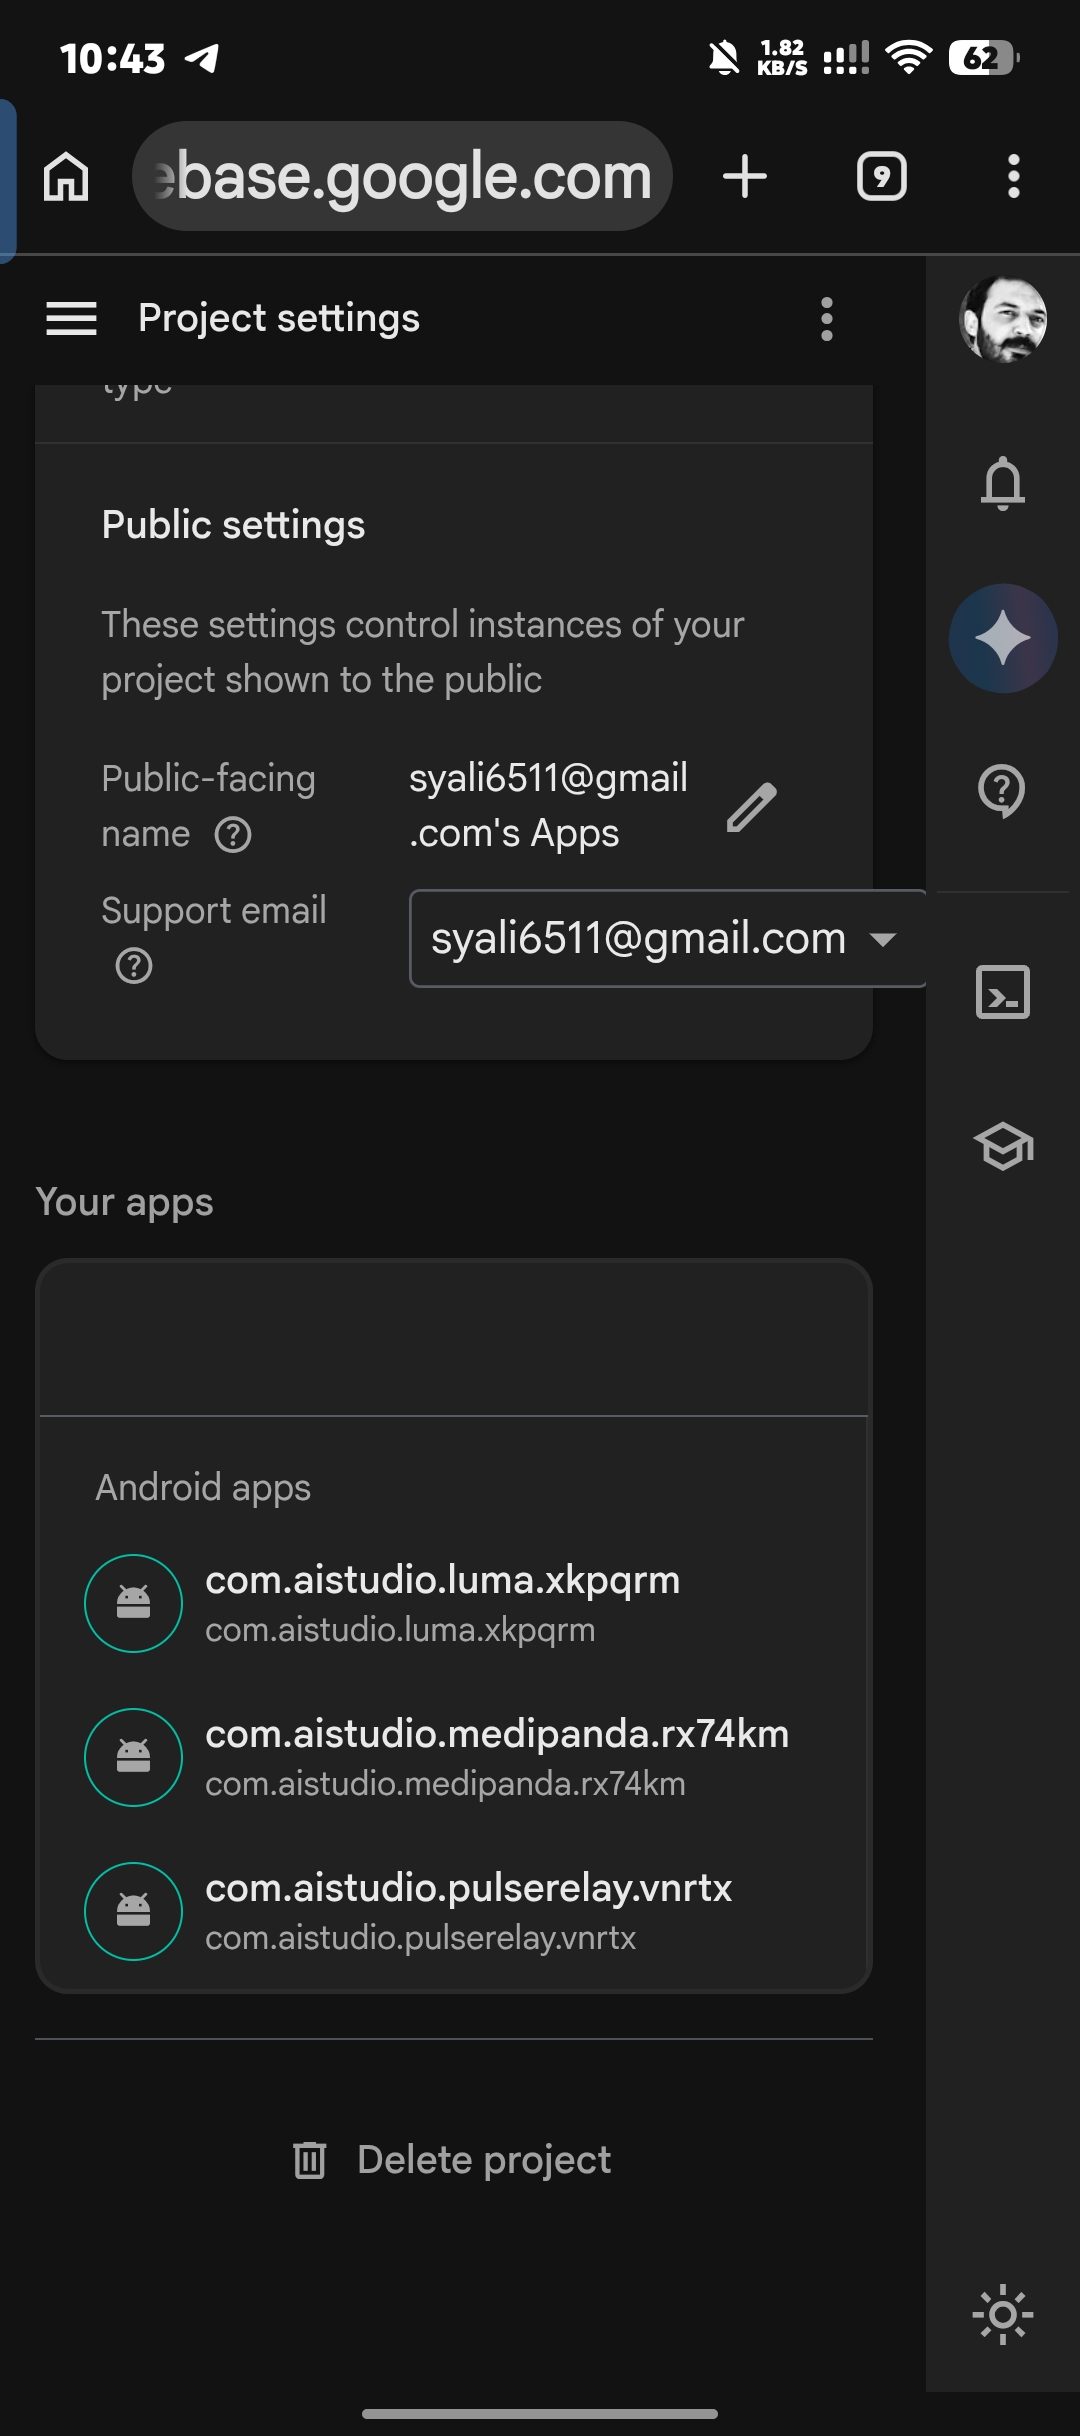 10:43
1.82
KB/S
62
ebase.google.com
9
Project settings
type
Public settings
These settings control instances of your
project shown to the public
Public-facing
name
syali6511@gmail
.com's Apps
Support email
syali6511@gmail.com
Your apps
Android apps
com.aistudio.luma.xkpqrm
com.aistudio.luma.xkpqrm
com.aistudio.medipanda.rx74km
com.aistudio.medipanda.rx74km
com.aistudio.pulserelay.vnrtx
com.aistudio.pulserelay.vnrtx
Delete project